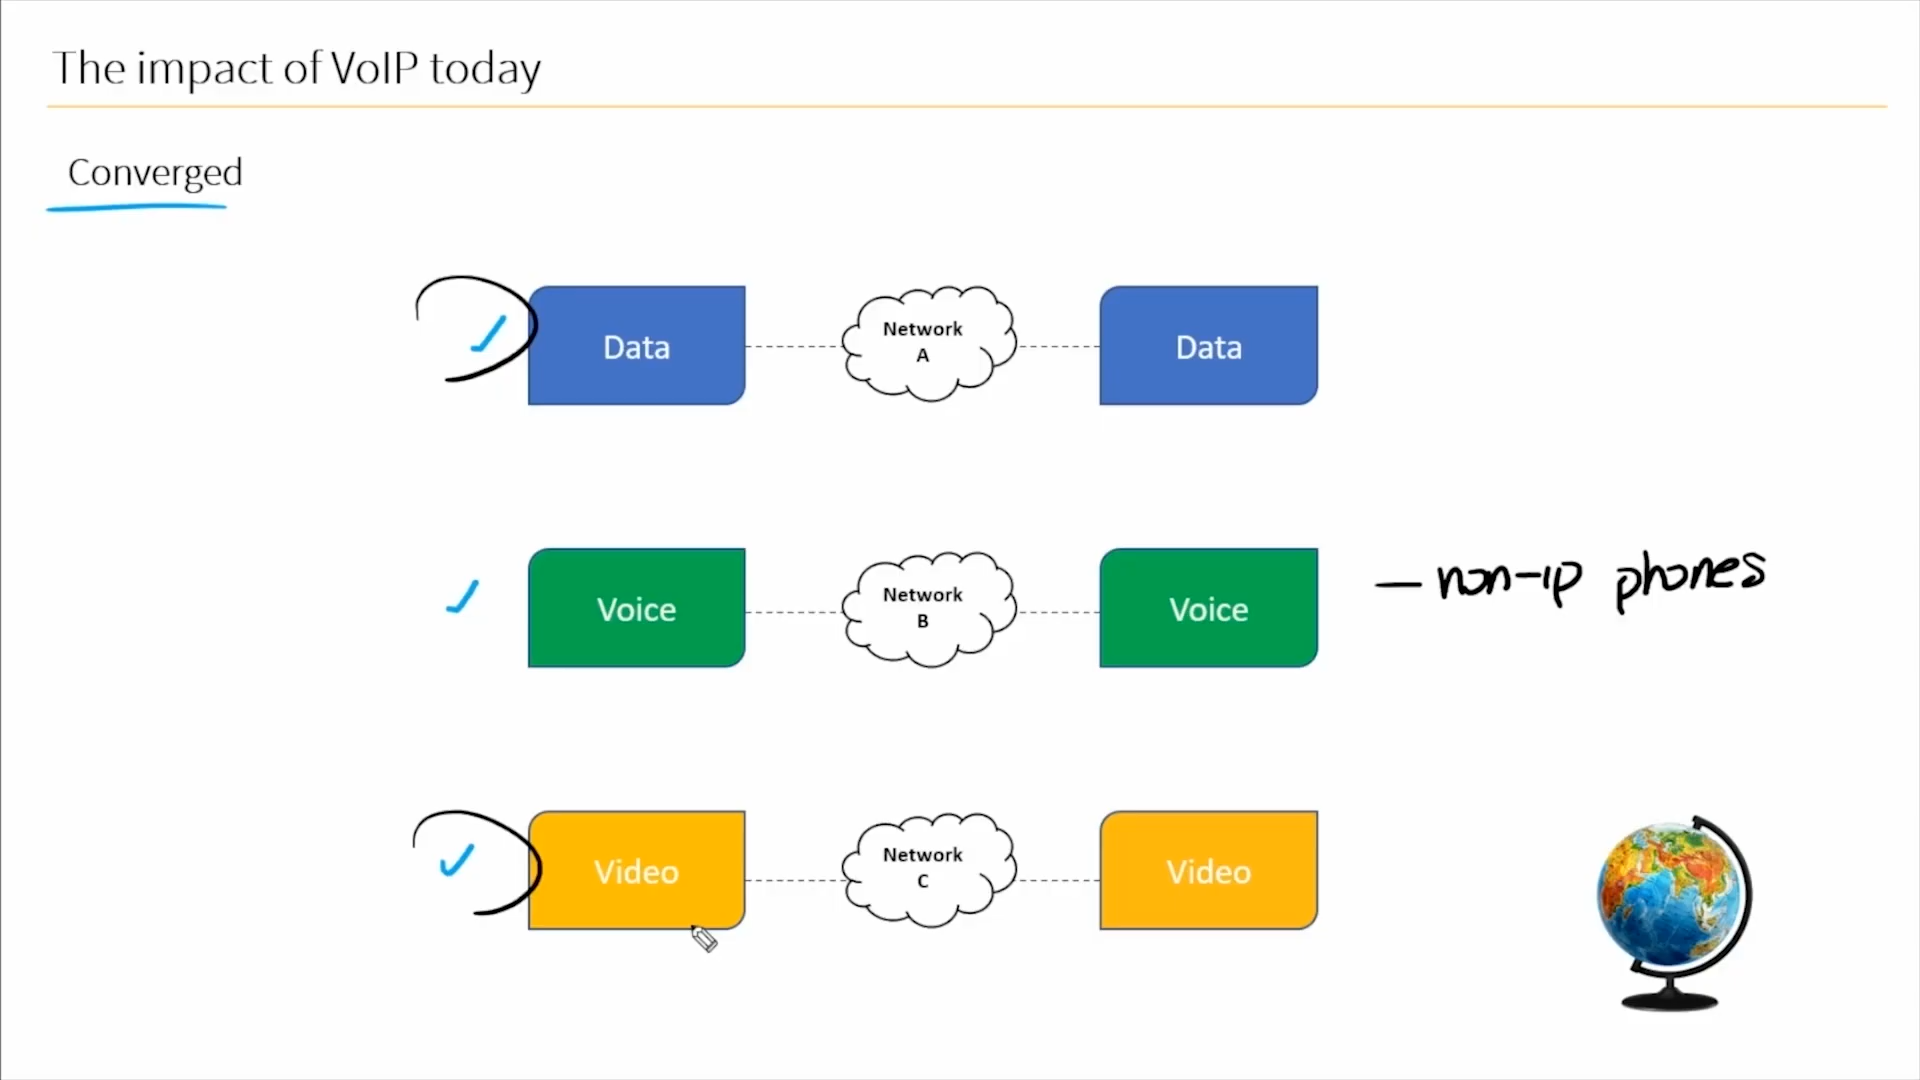 The impact of VoIP today
Converged
Data
Network
A
Data
Voice
Network
B
Voice
— non-ip phones
Video
Network
C
Video